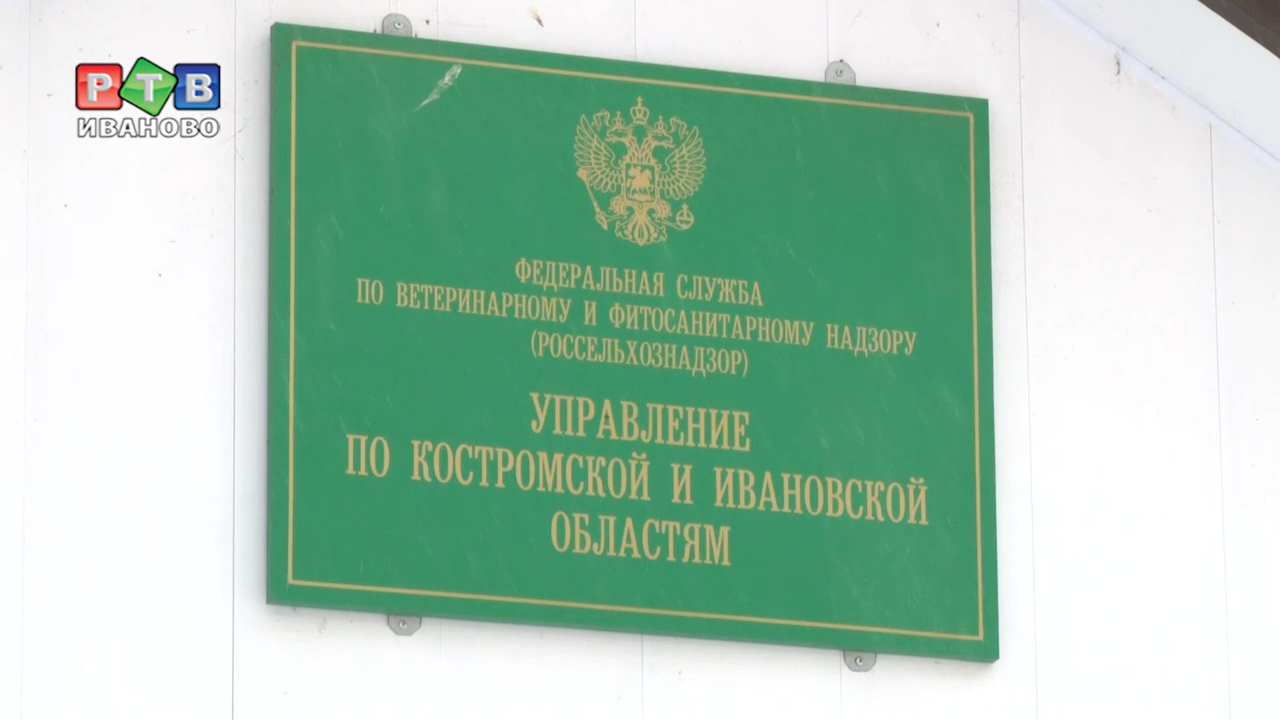 РТВ
ИВАНОВО
ФЕДЕРАЛЬНАЯ СЛУЖБА
ПО ВЕТЕРИНАРНОМУ И ФИТОСАНИТАРНОМУ НАДЗОРУ
(РОССЕЛЬХОЗНАДЗОР)
УПРАВЛЕНИЕ
ПО КОСТРОМСКОЙ И ИВАНОВСКОЙ
ОБЛАСТЯМ